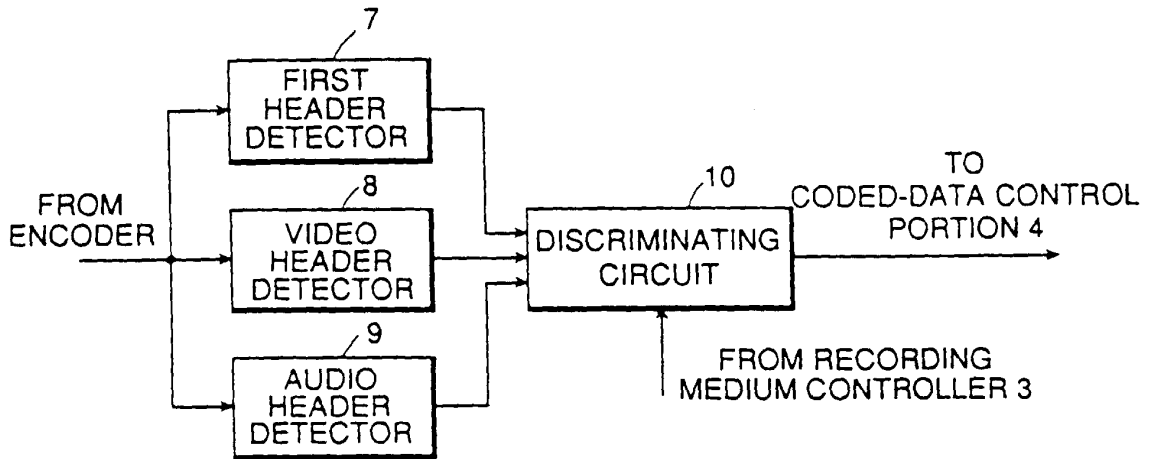 7
FIRST
HEADER
DETECTOR
FROM
ENCODER
8
VIDEO
HEADER
DETECTOR
9
AUDIO
HEADER
DETECTOR
10
DISCRIMINATING
CIRCUIT
TO
CODED-DATA CONTROL
PORTION 4
FROM RECORDING
MEDIUM CONTROLLER 3